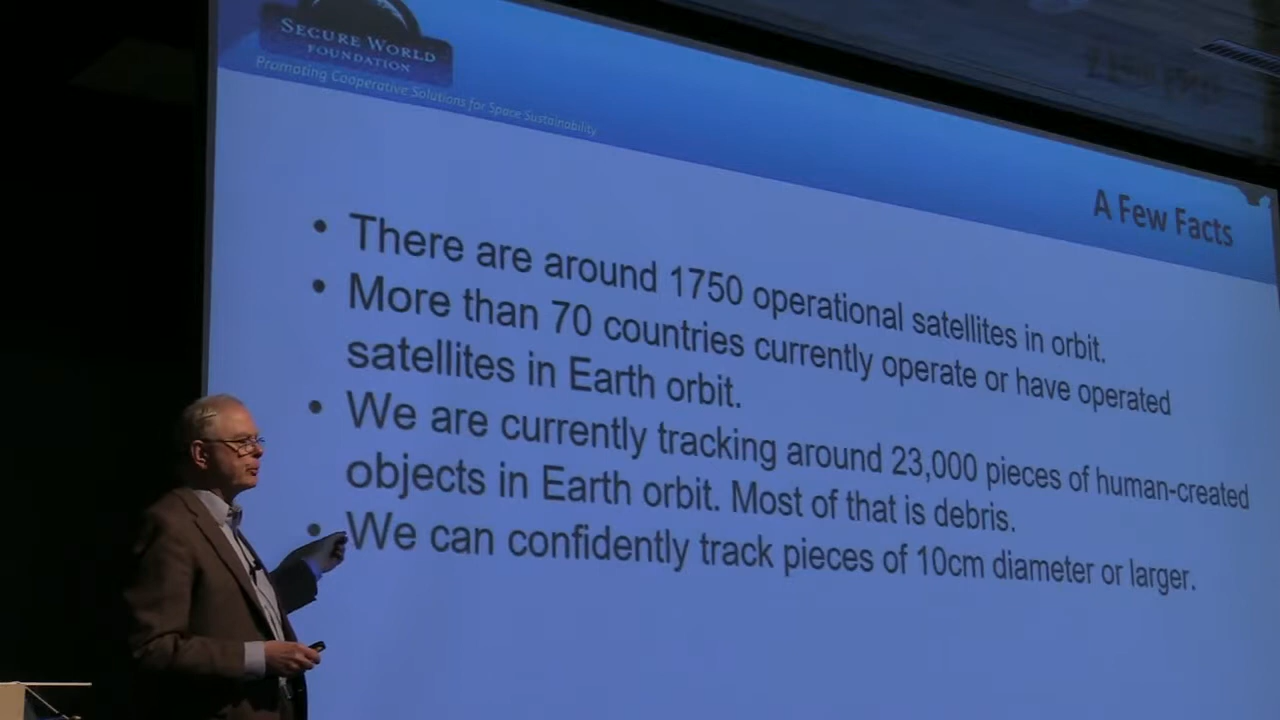 SECURE WORLD
FOUNDATION
Promoting Cooperative Solutions for Space Sustainability
A Few Facts
• There are around 1750 operational satellites in orbit.
• More than 70 countries currently operate or have operated
satellites in Earth orbit.
• We are currently tracking around 23,000 pieces of human-created
objects in Earth orbit. Most of that is debris.
• We can confidently track pieces of 10cm diameter or larger.